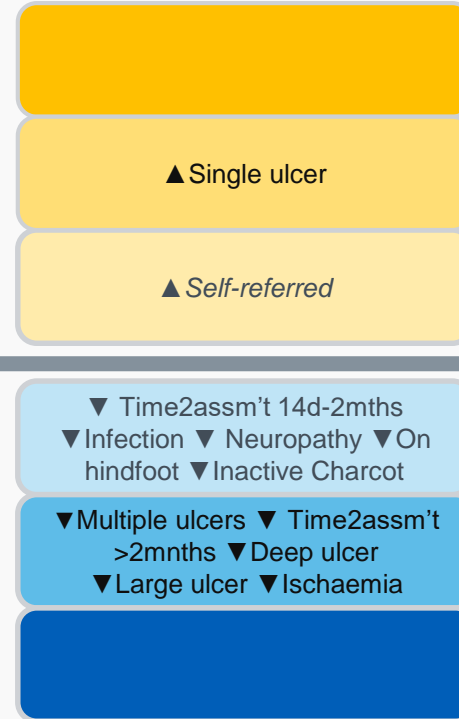 ▲Single ulcer
▲Self-referred
▼ Time2assm't 14d-2mths
▼Infection ▼ Neuropathy ▼On
hindfoot ▼Inactive Charcot
▼Multiple ulcers ▼ Time2assm't
>2mnths ▼Deep ulcer
▼Large ulcer ▼Ischaemia